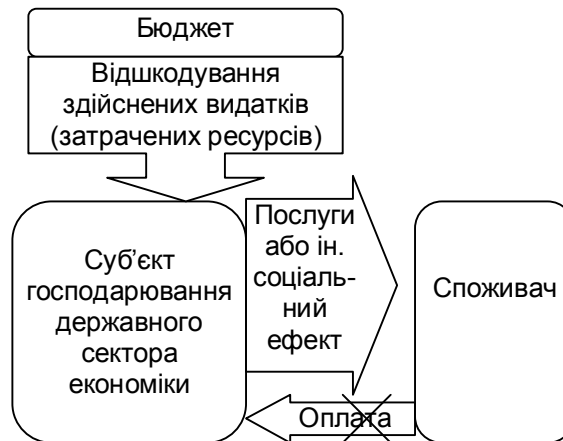 Бюджет
Відшкодування
здійснених видатків
(затрачених ресурсів)
Суб’єкт
господарювання
державного
сектора
економіки
Послуги
або ін.
соціаль-
ний
ефект
Споживач
Оплата